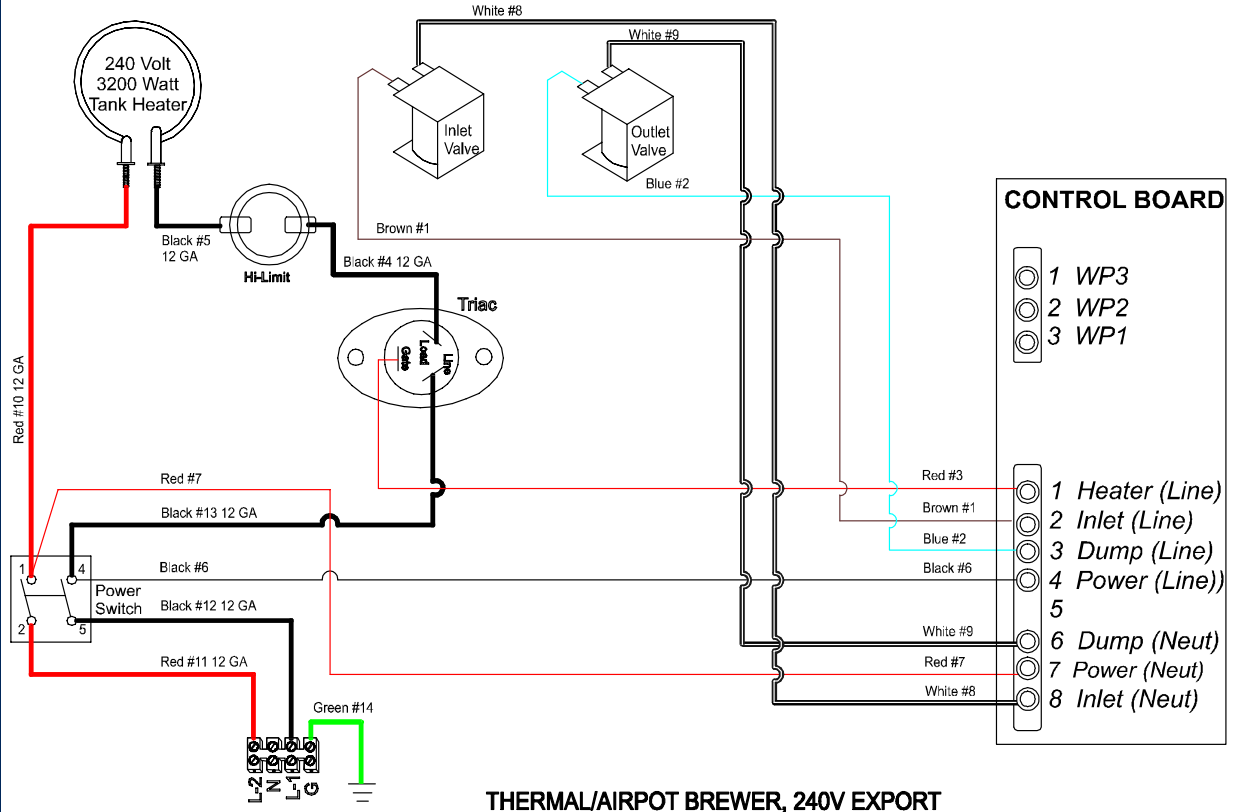 White #8
White #9
240 Volt
3200 Watt
Tank Heater
Inlet
Valve
Outlet
Valve
Blue #2
CONTROL BOARD
Brown #1
Black #5
12 GA
Hi-Limit
Black #4 12 GA
1 WP3
2 WP2
3 WP1
Triac
Gate
Load
Line
Red #10 12 GA
Red #7
Red #3
1 Heater (Line)
Black #13 12 GA
Brown #1
2 Inlet (Line)
Blue #2
3 Dump (Line)
1
4
Black #6
Black #6
4 Power (Line))
Power
Switch
Black #12 12 GA
5
2
5
White #9
6 Dump (Neut)
Red #11 12 GA
Red #7
7 Power (Neut)
White #8
8 Inlet (Neut)
Green #14
L-2
N
L-1
G
THERMAL/AIRPOT BREWER, 240V EXPORT